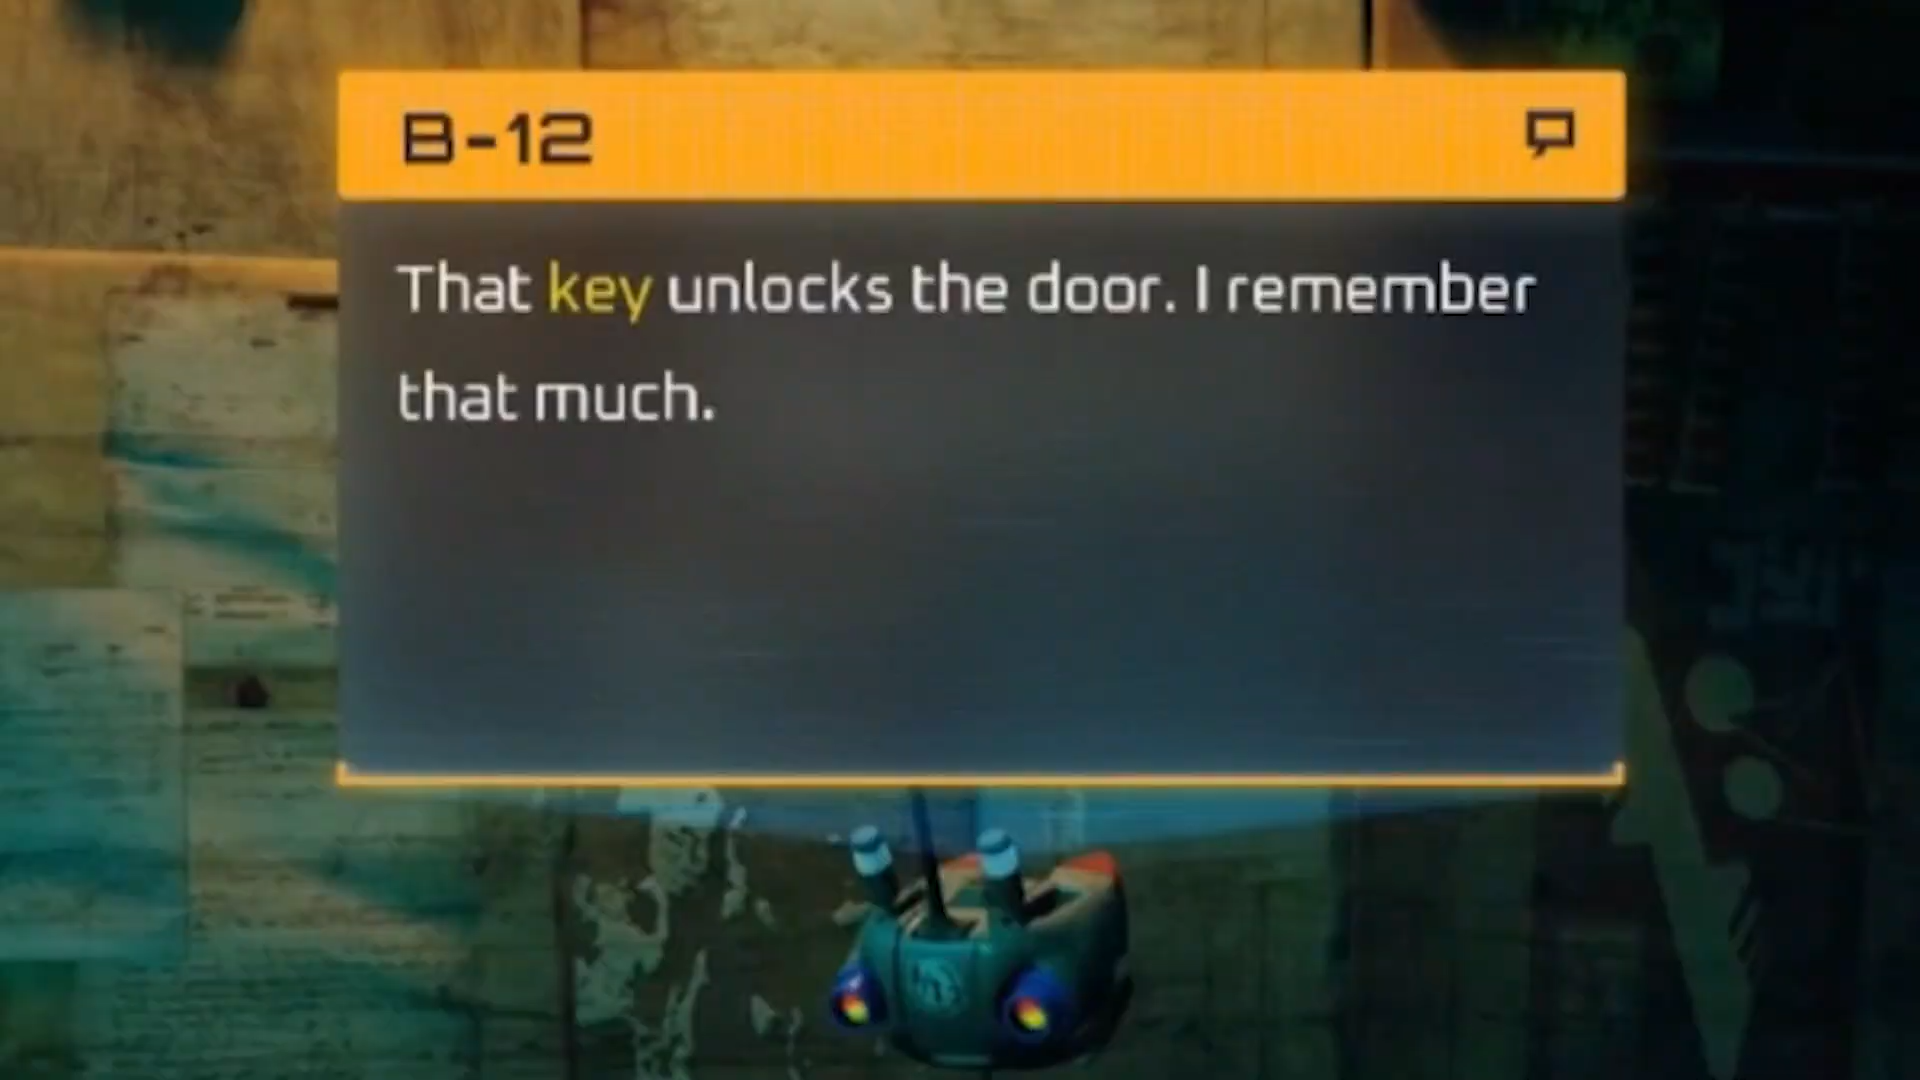 B-12
That key unlocks the door. I remember
that much.